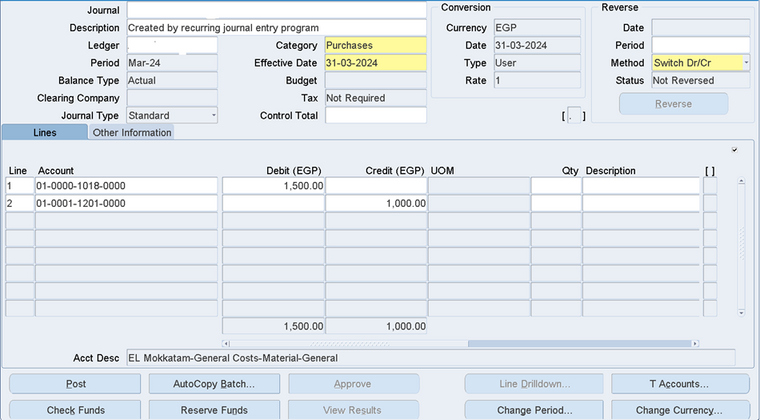 Journal
Description Created by recurring journal entry program
Ledger
Period Mar-24
Balance Type Actual
Clearing Company
Journal Type Standard
Category Purchases
Effective Date 31-03-2024
Budget
Tax Not Required
Control Total
Conversion
Currency EGP
Date 31-03-2024
Type User
Rate 1
[ . ]
Reverse
Date
Period
Method Switch Dr/Cr
Status Not Reversed
Reverse
Lines Other Information
Line Account Debit (EGP) Credit (EGP) UOM Qty Description [ ]
1 01-0000-1018-0000 1,500.00
2 01-0001-1201-0000 1,000.00
1,500.00 1,000.00
Acct Desc EL Mokkatam-General Costs-Material-General
Post AutoCopy Batch... Approve Line Drilldown... T Accounts...
Check Funds Reserve Funds View Results Change Period... Change Currency...